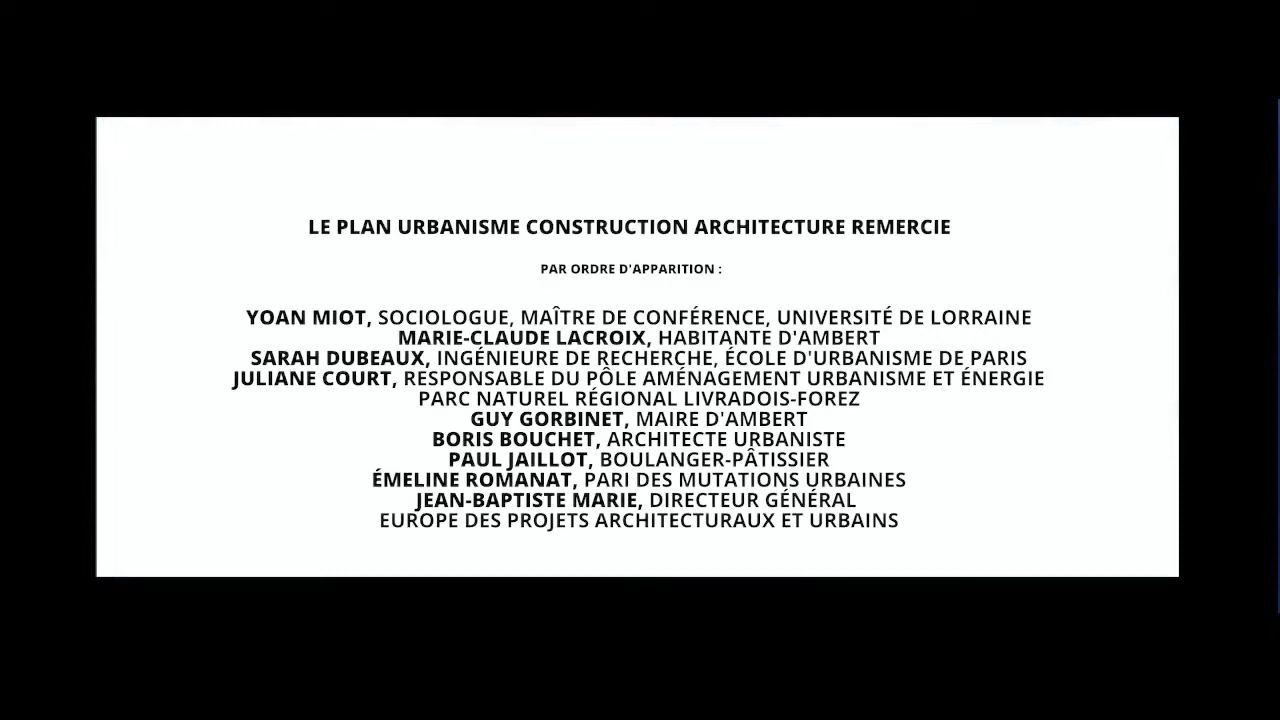 LE PLAN URBANISME CONSTRUCTION ARCHITECTURE REMERCIE
PAR ORDRE D'APPARITION :
YOAN MIOT, SOCIOLOGUE, MAÎTRE DE CONFÉRENCE, UNIVERSITÉ DE LORRAINE
MARIE-CLAUDE LACROIX, HABITANTE D'AMBERT
SARAH DUBEAUX, INGÉNIEURE DE RECHERCHE, ÉCOLE D'URBANISME DE PARIS
JULIANE COURT, RESPONSABLE DU PÔLE AMÉNAGEMENT URBANISME ET ÉNERGIE
PARC NATUREL RÉGIONAL LIVRADOIS-FOREZ
GUY GORBINET, MAIRE D'AMBERT
BORIS BOUCHET, ARCHITECTE URBANISTE
PAUL JAILLOT, BOULANGER-PÂTISSIER
ÉMELINE ROMANAT, PARI DES MUTATIONS URBAINES
JEAN-BAPTISTE MARIE, DIRECTEUR GÉNÉRAL
EUROPE DES PROJETS ARCHITECTURAUX ET URBAINS